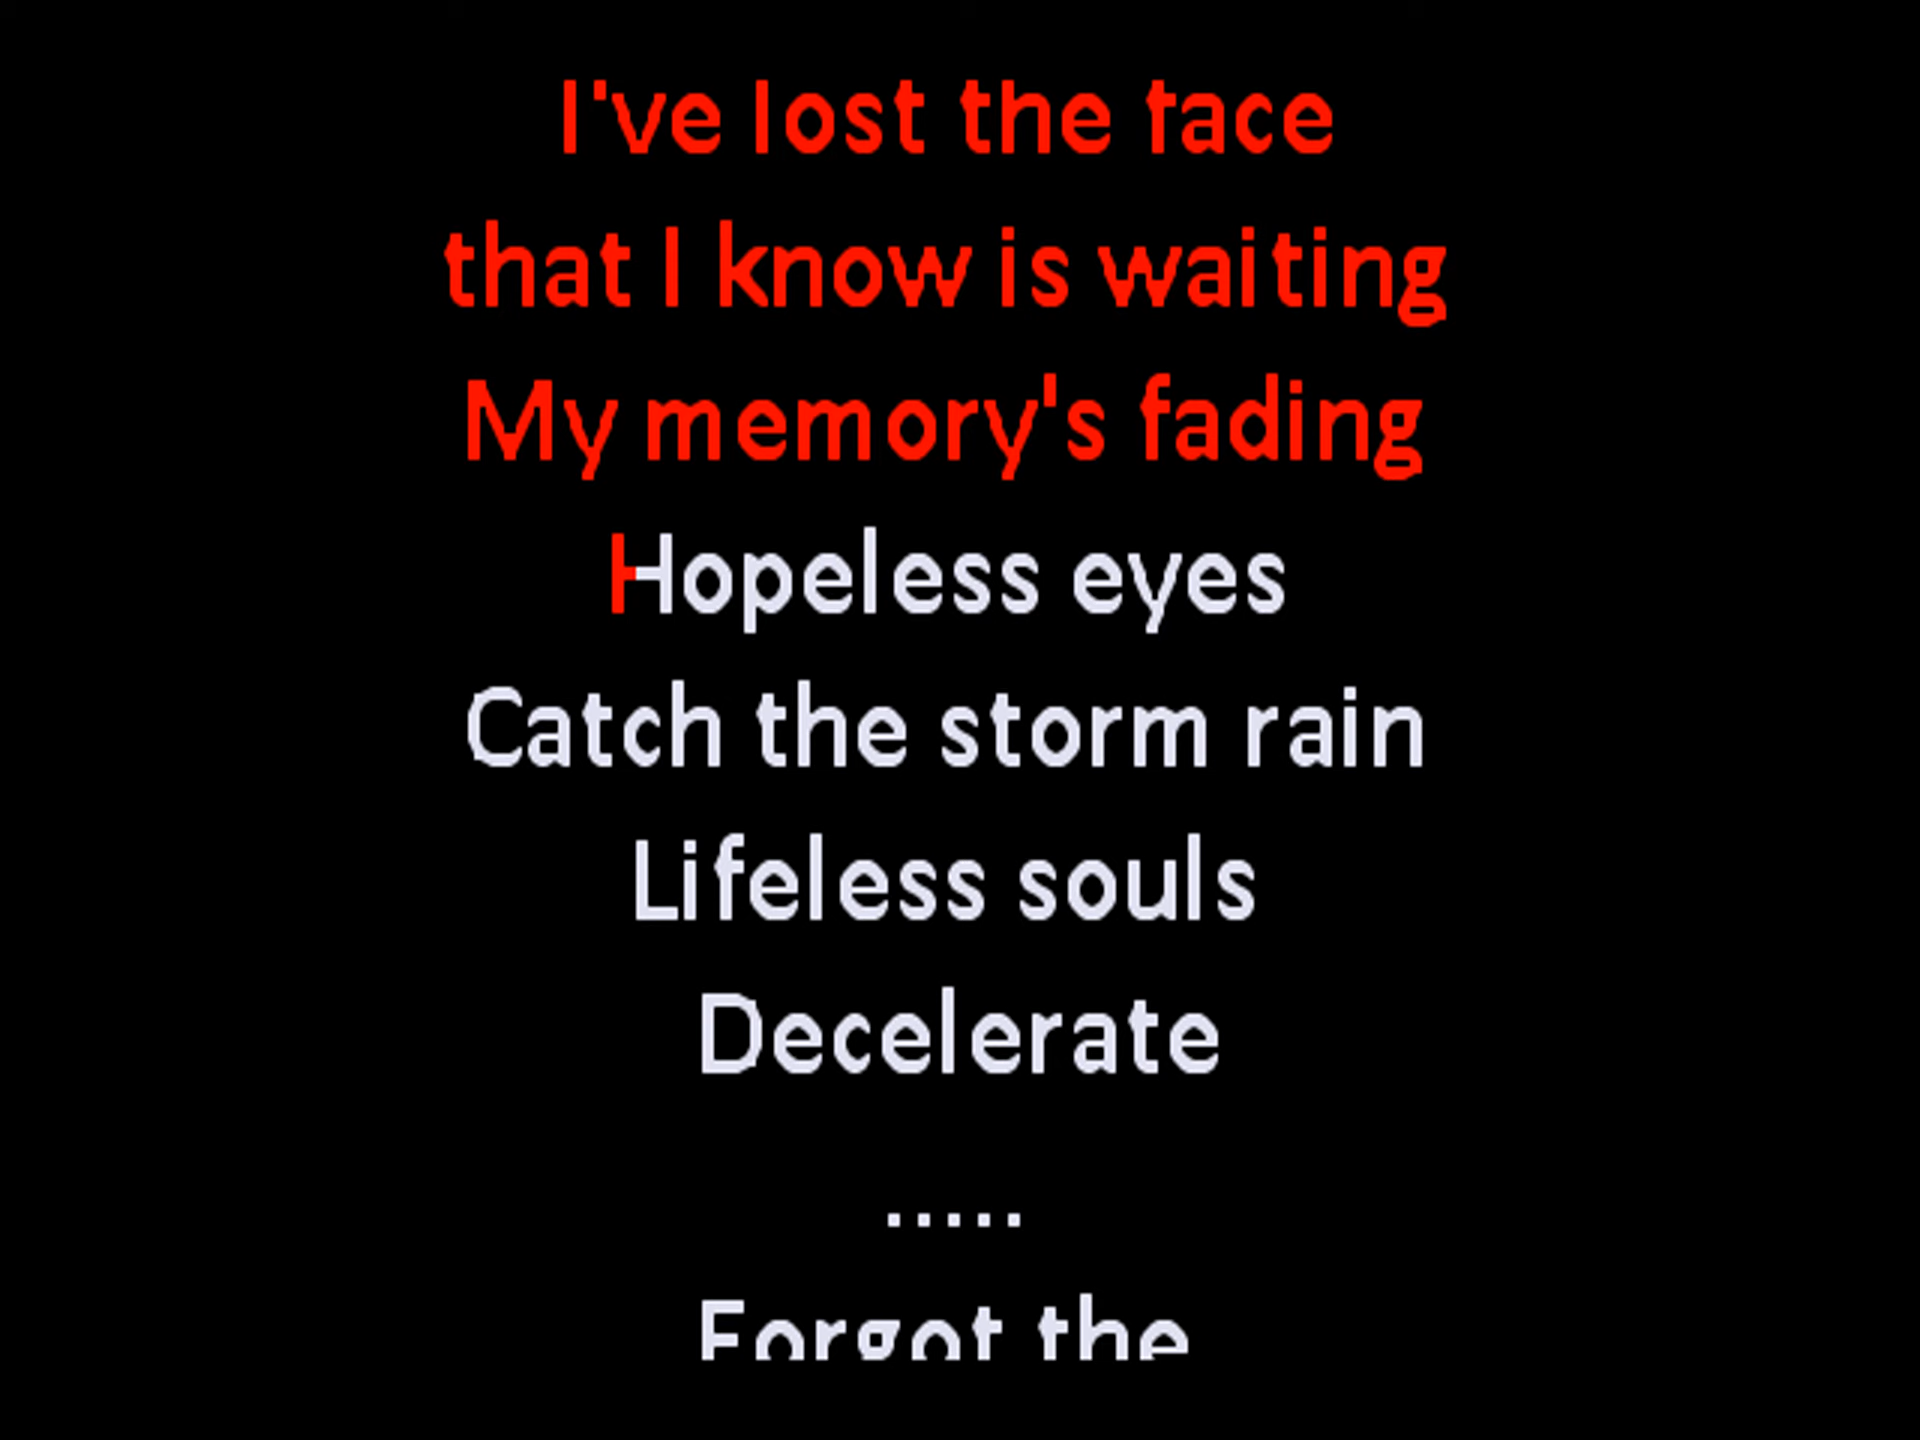 I've lost the face
that I know is waiting
My memory's fading
Hopeless eyes
Catch the storm rain
Lifeless souls
Decelerate
.....
Forgot the